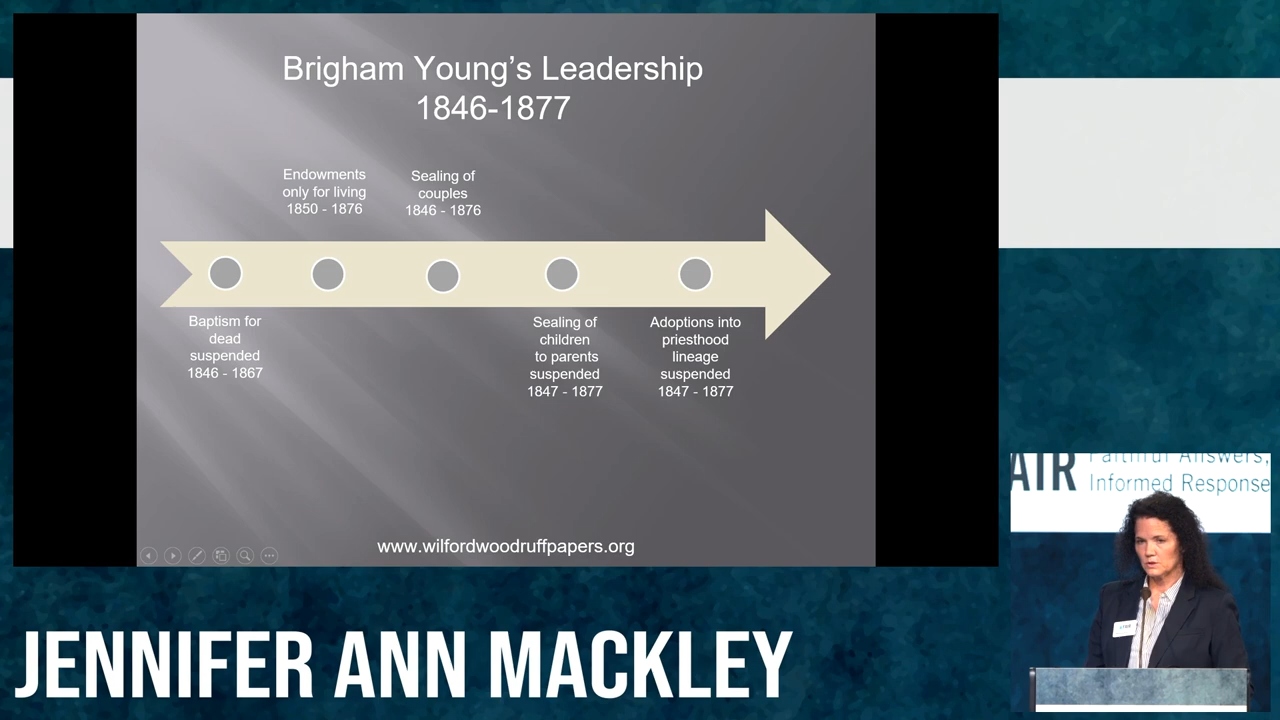 Brigham Young's Leadership
1846-1877
Endowments
only for living
1850 - 1876
Sealing of
couples
1846 - 1876
Baptism for
dead
suspended
1846 - 1867
Sealing of
children
to parents
suspended
1847 - 1877
Adoptions into
priesthood
lineage
suspended
1847 - 1877
www.wilfordwoodruffpapers.org
AIR
Faithful Answers,
Informed Response
JENNIFER ANN MACKLEY